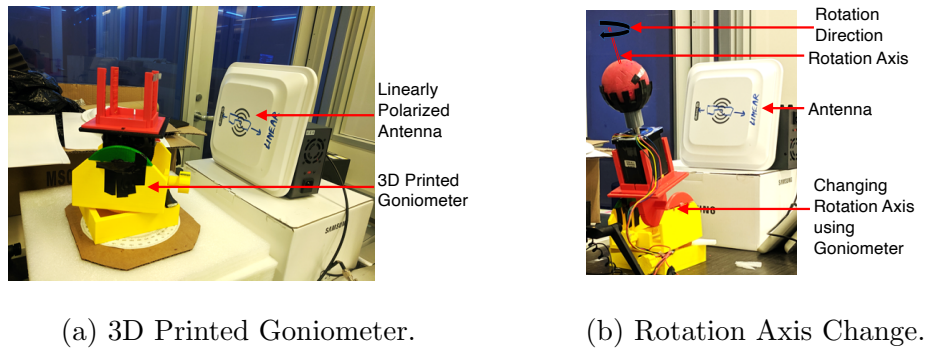 Linearly
Polarized
Antenna
3D Printed
Goniometer
LINEAR
MSC
SAMSUNG
(a) 3D Printed Goniometer.
Rotation
Direction
Rotation Axis
Antenna
Changing
Rotation Axis
using
Goniometer
LINEAR
(b) Rotation Axis Change.